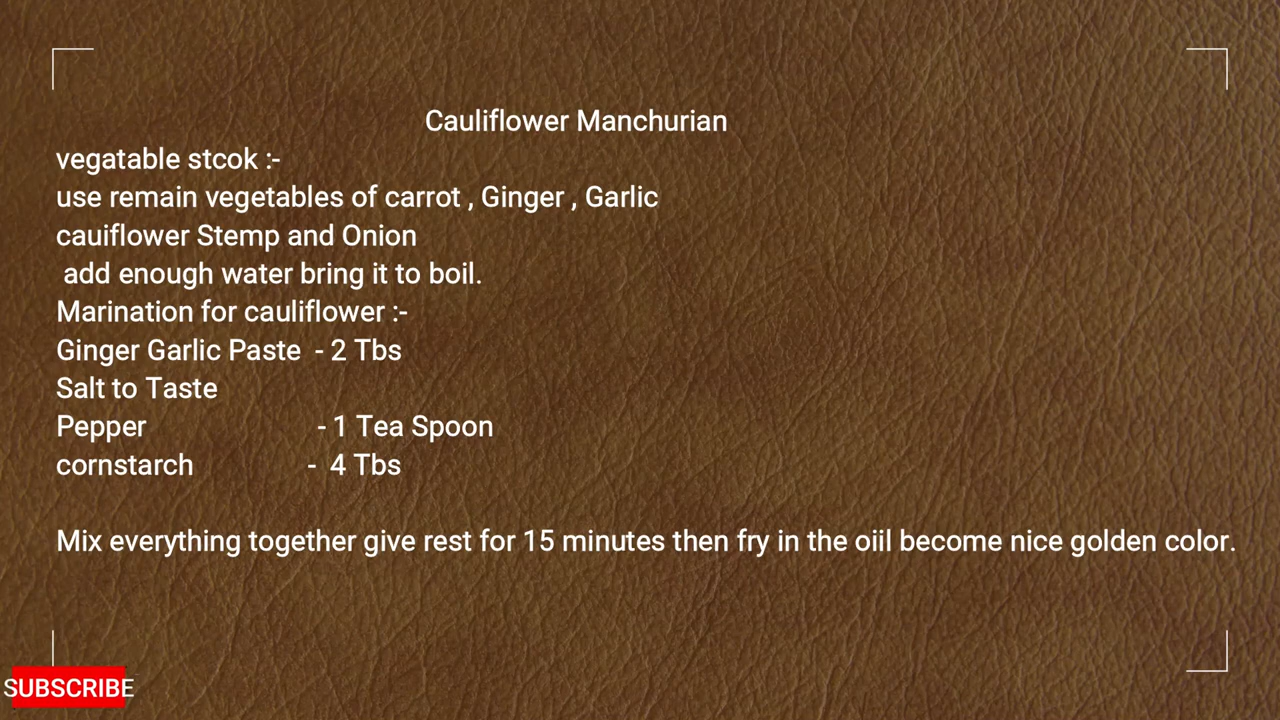 Cauliflower Manchurian
vegatable stcok :-
use remain vegetables of carrot , Ginger , Garlic
cauiflower Stemp and Onion
add enough water bring it to boil.
Marination for cauliflower :-
Ginger Garlic Paste - 2 Tbs
Salt to Taste
Pepper - 1 Tea Spoon
cornstarch - 4 Tbs
Mix everything together give rest for 15 minutes then fry in the oiil become nice golden color.
SUBSCRIBE